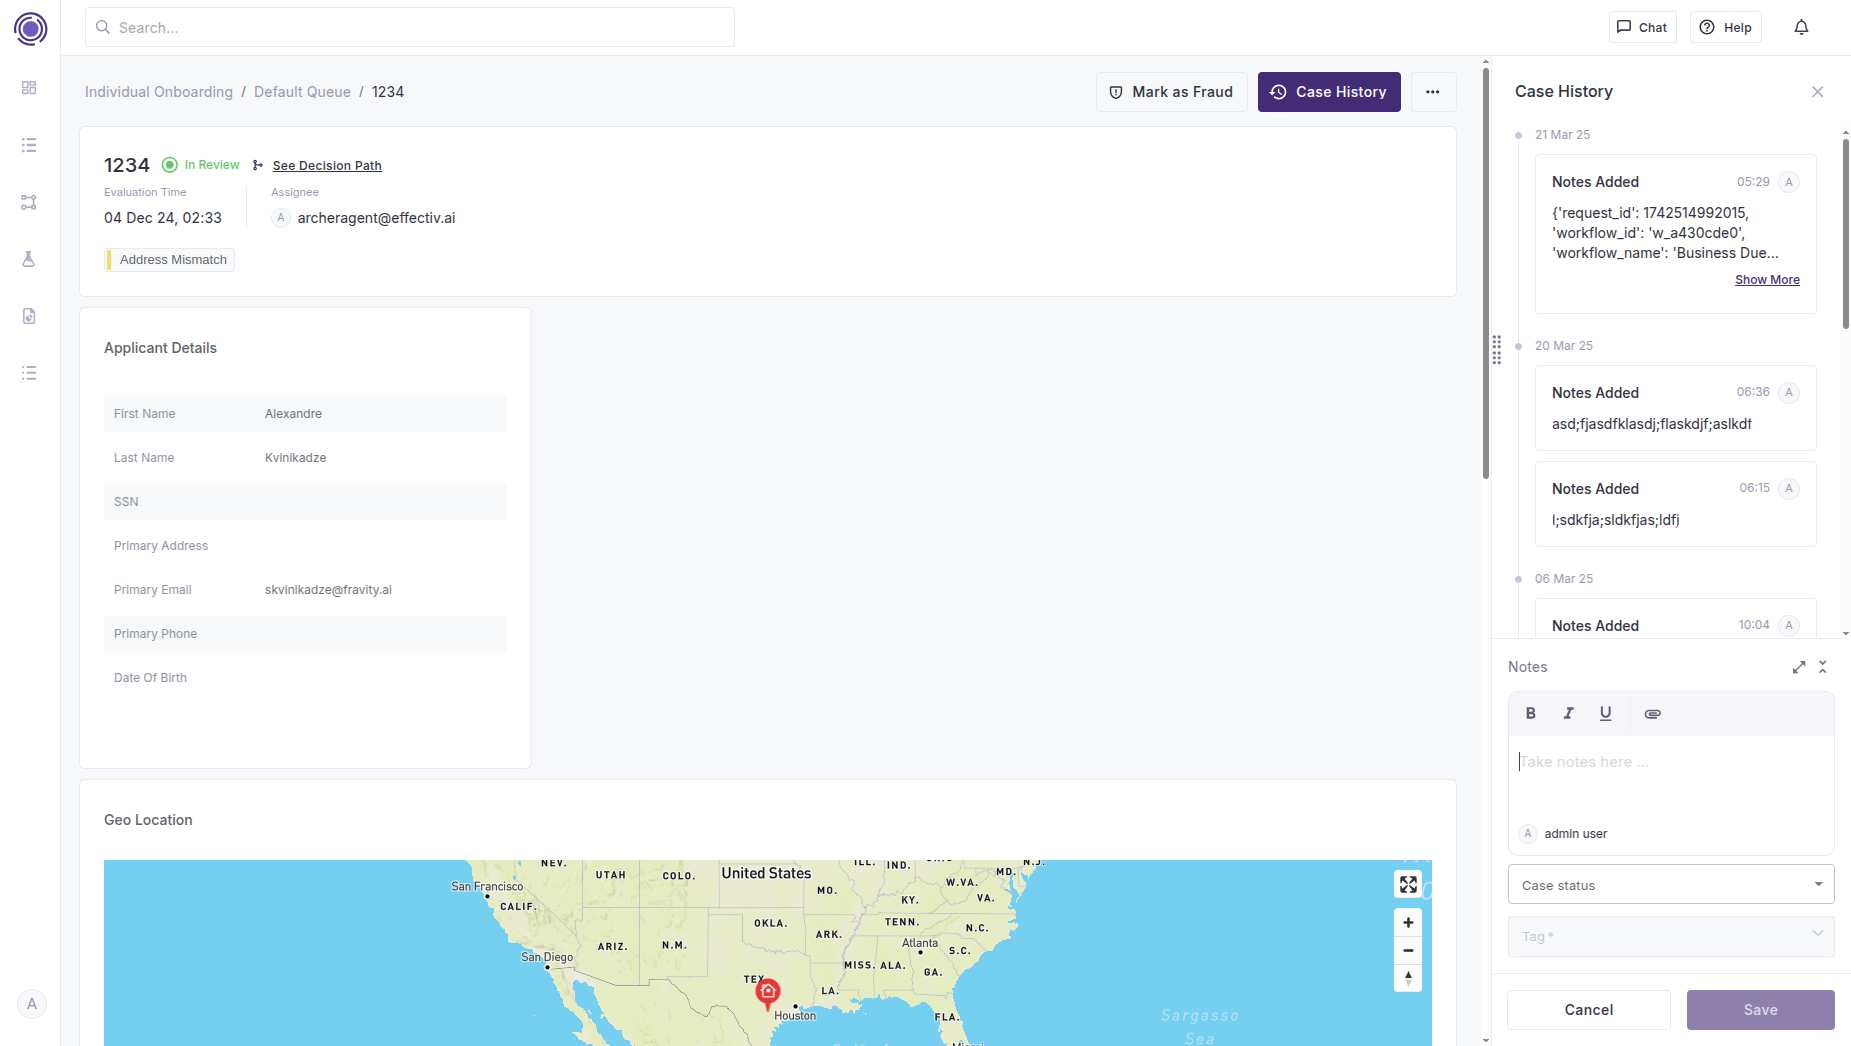 Search...
Chat
Help
Individual Onboarding / Default Queue / 1234
Mark as Fraud
Case History
1234
In Review
See Decision Path
Evaluation Time
Assignee
04 Dec 24, 02:33
A
archeragent@effectiv.ai
Address Mismatch
Applicant Details
First Name
Alexandre
Last Name
Kvinikadze
SSN
Primary Address
Primary Email
skvinikadze@fravity.ai
Primary Phone
Date Of Birth
Geo Location
NEV.
UTAH
COLO.
United States
ILL.
IND.
OHIO
N.J.
San Francisco
CALIF.
MO.
W.VA.
MD.
KY.
VA.
ARIZ.
N.M.
OKLA.
ARK.
TENN.
N.C.
Atlanta
S.C.
San Diego
TEX.
MISS.
ALA.
GA.
LA.
Houston
FLA.
Miami
Sargasso
Sea
A
Case History
21 Mar 25
Notes Added
05:29
A
{'request_id': 1742514992015,
'workflow_id': 'w_a430cde0',
'workflow_name': 'Business Due...
Show More
20 Mar 25
Notes Added
06:36
A
asd;fjasdfklasdj;flaskdjf;aslkdf
Notes Added
06:15
A
l;sdkfja;sldkfjas;ldfj
06 Mar 25
Notes Added
10:04
A
Notes
B I U
Take notes here ...
A
admin user
Case status
Tag *
Cancel
Save